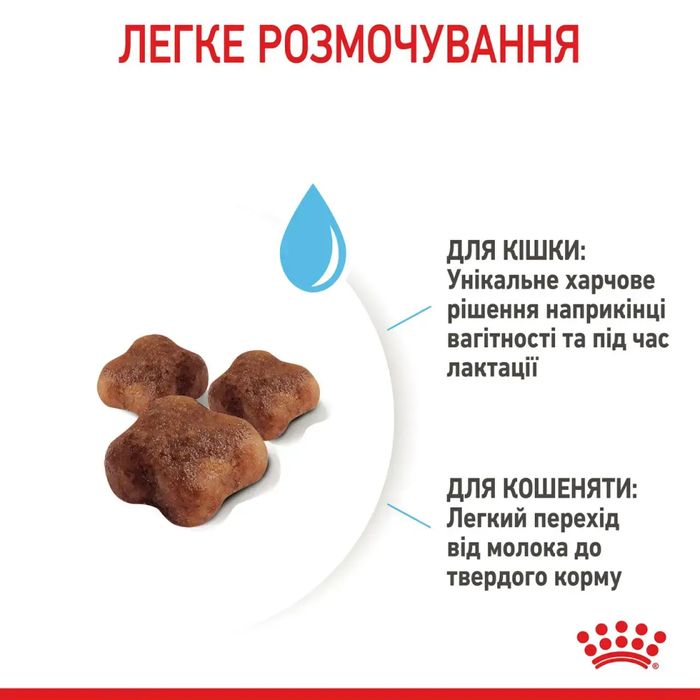 ЛЕГКЕ РОЗМОЧУВАННЯ
ДЛЯ КІШКИ:
Унікальне харчове
рішення наприкінці
вагітності та під час
лактації
ДЛЯ КОШЕНЯТИ:
Легкий перехід
від молока до
твердого корму
®